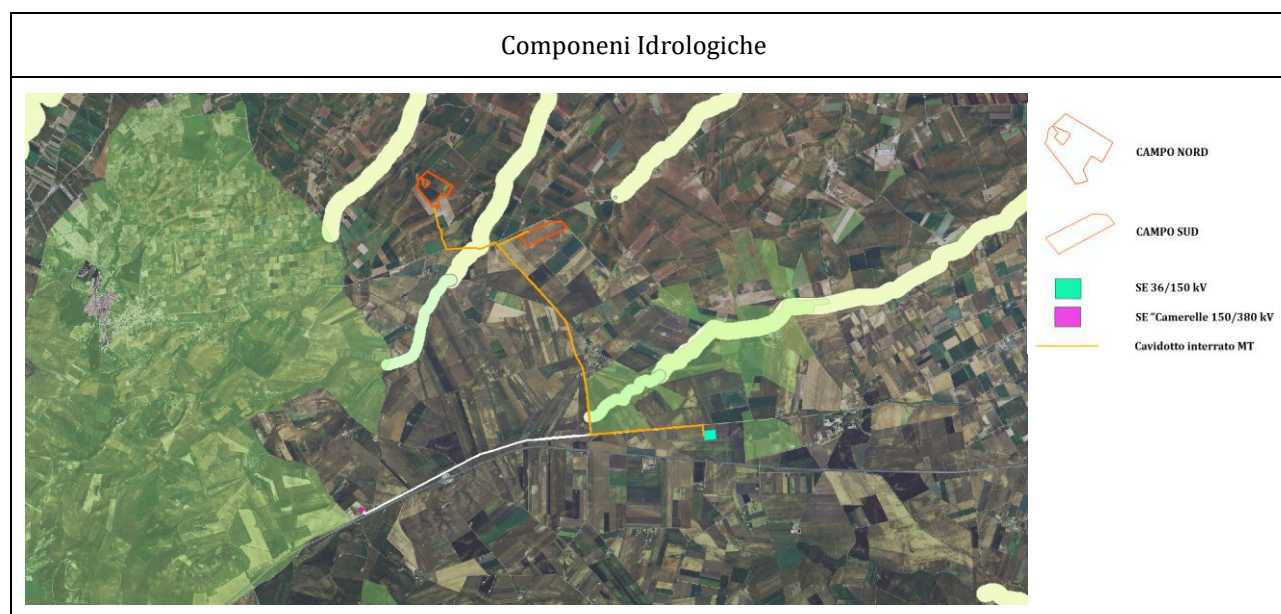 Componeni Idrologiche
CAMPO NORD
CAMPO SUD
SE 36/150 kV
SE "Camerelle 150/380 kV
Cavidotto interrato MT